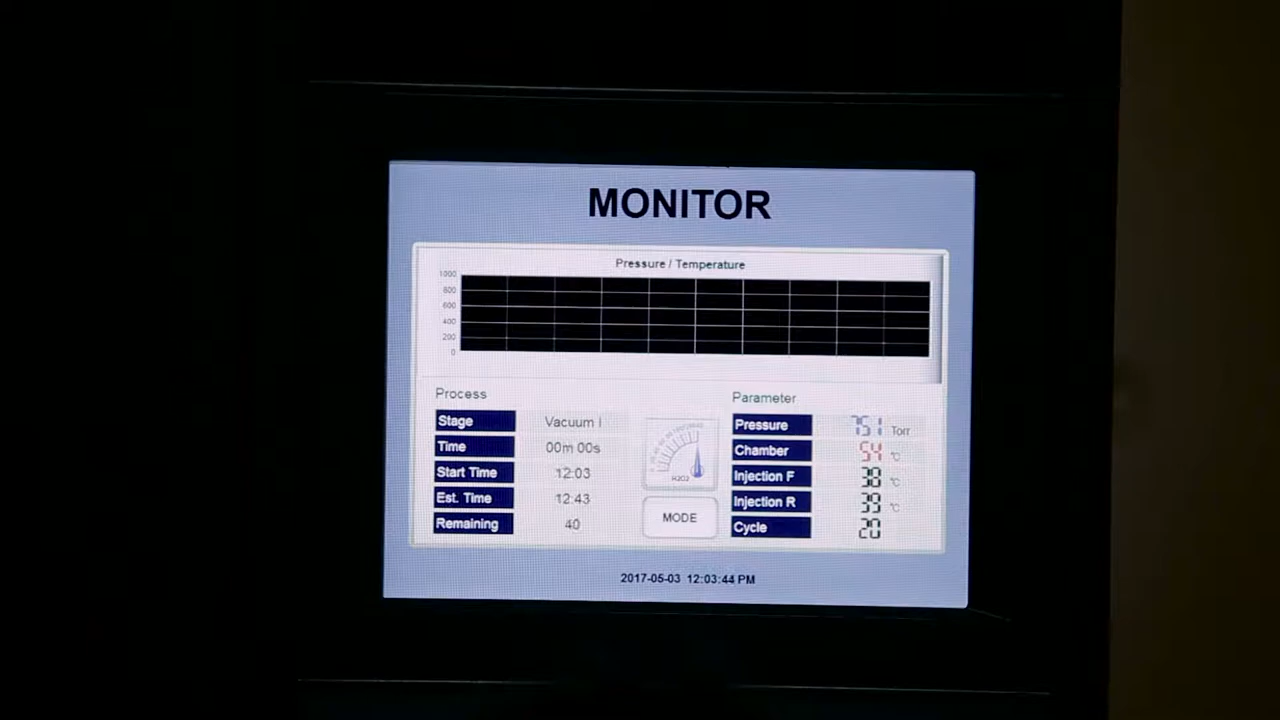 MONITOR
Pressure / Temperature
1000
800
600
400
200
0
Process
Stage Vacuum I
Time 00m 00s
Start Time 12:03
Est. Time 12:43
Remaining 40
H2O2
MODE
Parameter
Pressure 751 Torr
Chamber 54 ℃
Injection F 38 ℃
Injection R 39 ℃
Cycle 20
2017-05-03 12:03:44 PM